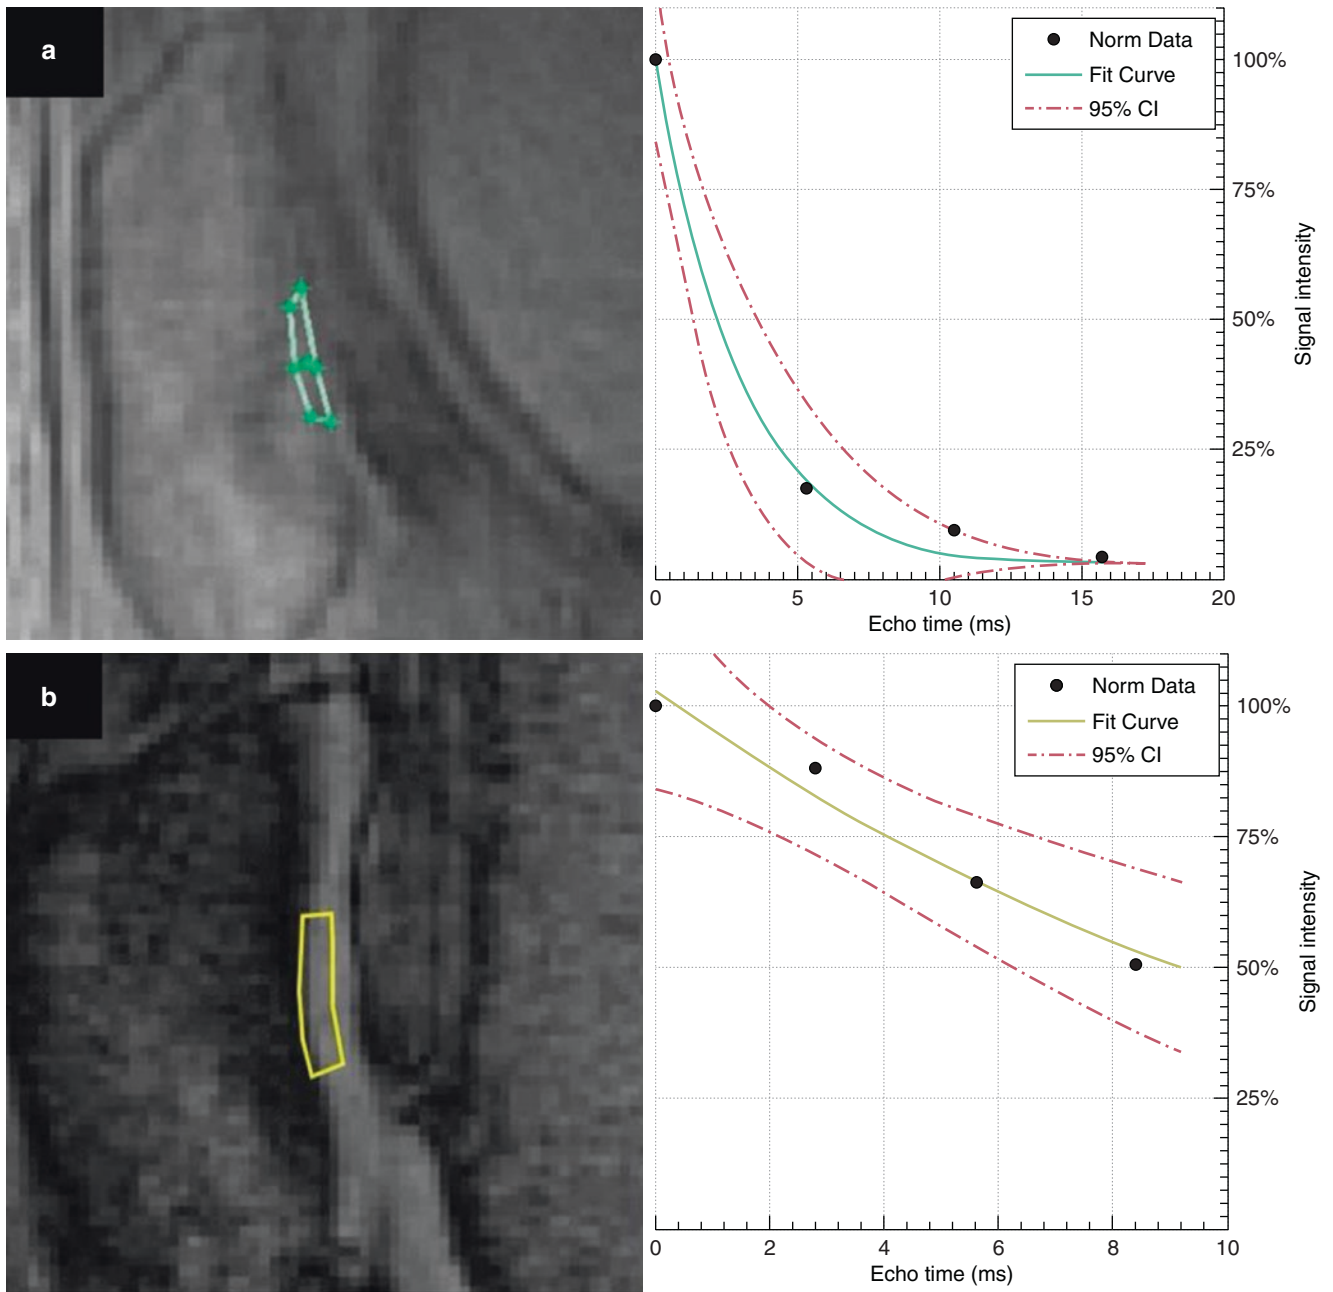 a
Norm Data
Fit Curve
95% CI
100%
75%
50%
25%
Signal intensity
0 5 10 15 20
Echo time (ms)
b
Norm Data
Fit Curve
95% CI
100%
75%
50%
25%
Signal intensity
0 2 4 6 8 10
Echo time (ms)